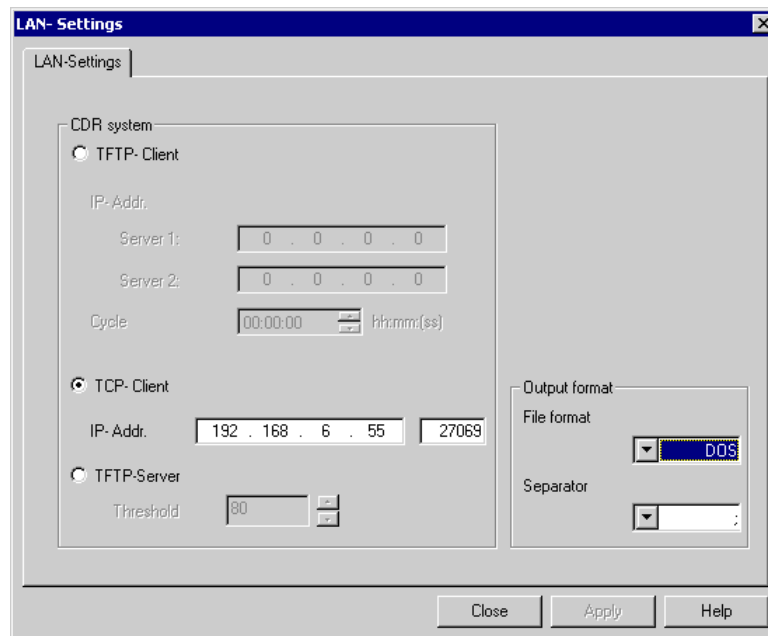 LAN- Settings
LAN-Settings
CDR system
TFTP- Client
IP- Addr.
Server 1: 0 . 0 . 0 . 0
Server 2: 0 . 0 . 0 . 0
Cycle 00:00:00 hh:mm:(ss)
TCP- Client
IP- Addr. 192 . 168 . 6 . 55 27069
TFTP-Server
Threshold 80
Output format
File format
DOS
Separator
;
Close Apply Help